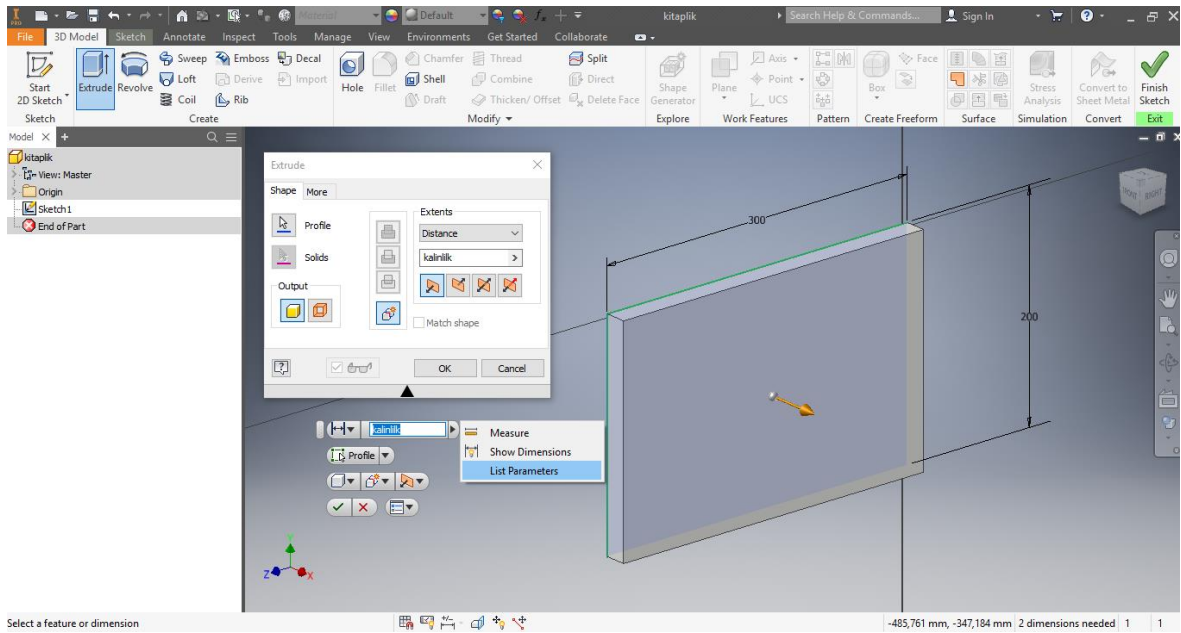 I
PRO
Material
Default
fx
kitaplik
Search Help & Commands...
Sign In
File 3D Model Sketch Annotate Inspect Tools Manage View Environments Get Started Collaborate
Start
2D Sketch
Extrude
Revolve
Sweep
Loft
Coil
Emboss
Derive
Rib
Decal
Import
Hole
Fillet
Chamfer
Shell
Draft
Thread
Combine
Thicken/ Offset
Split
Direct
Delete Face
Shape
Generator
Plane
Axis
Point
UCS
Box
Face
Stress
Analysis
Convert to
Sheet Metal
Finish
Sketch
Sketch Create Modify Explore Work Features Pattern Create Freeform Surface Simulation Convert Exit
Model
kitaplik
View: Master
Origin
Sketch1
End of Part
Extrude
Shape More
Profile
Solids
Output
Extents
Distance
kalinlik
Match shape
OK Cancel
kalinlik
Profile
Measure
Show Dimensions
List Parameters
300
200
FRONT RIGHT
Y
Z X
Select a feature or dimension
-485,761 mm, -347,184 mm 2 dimensions needed 1 1